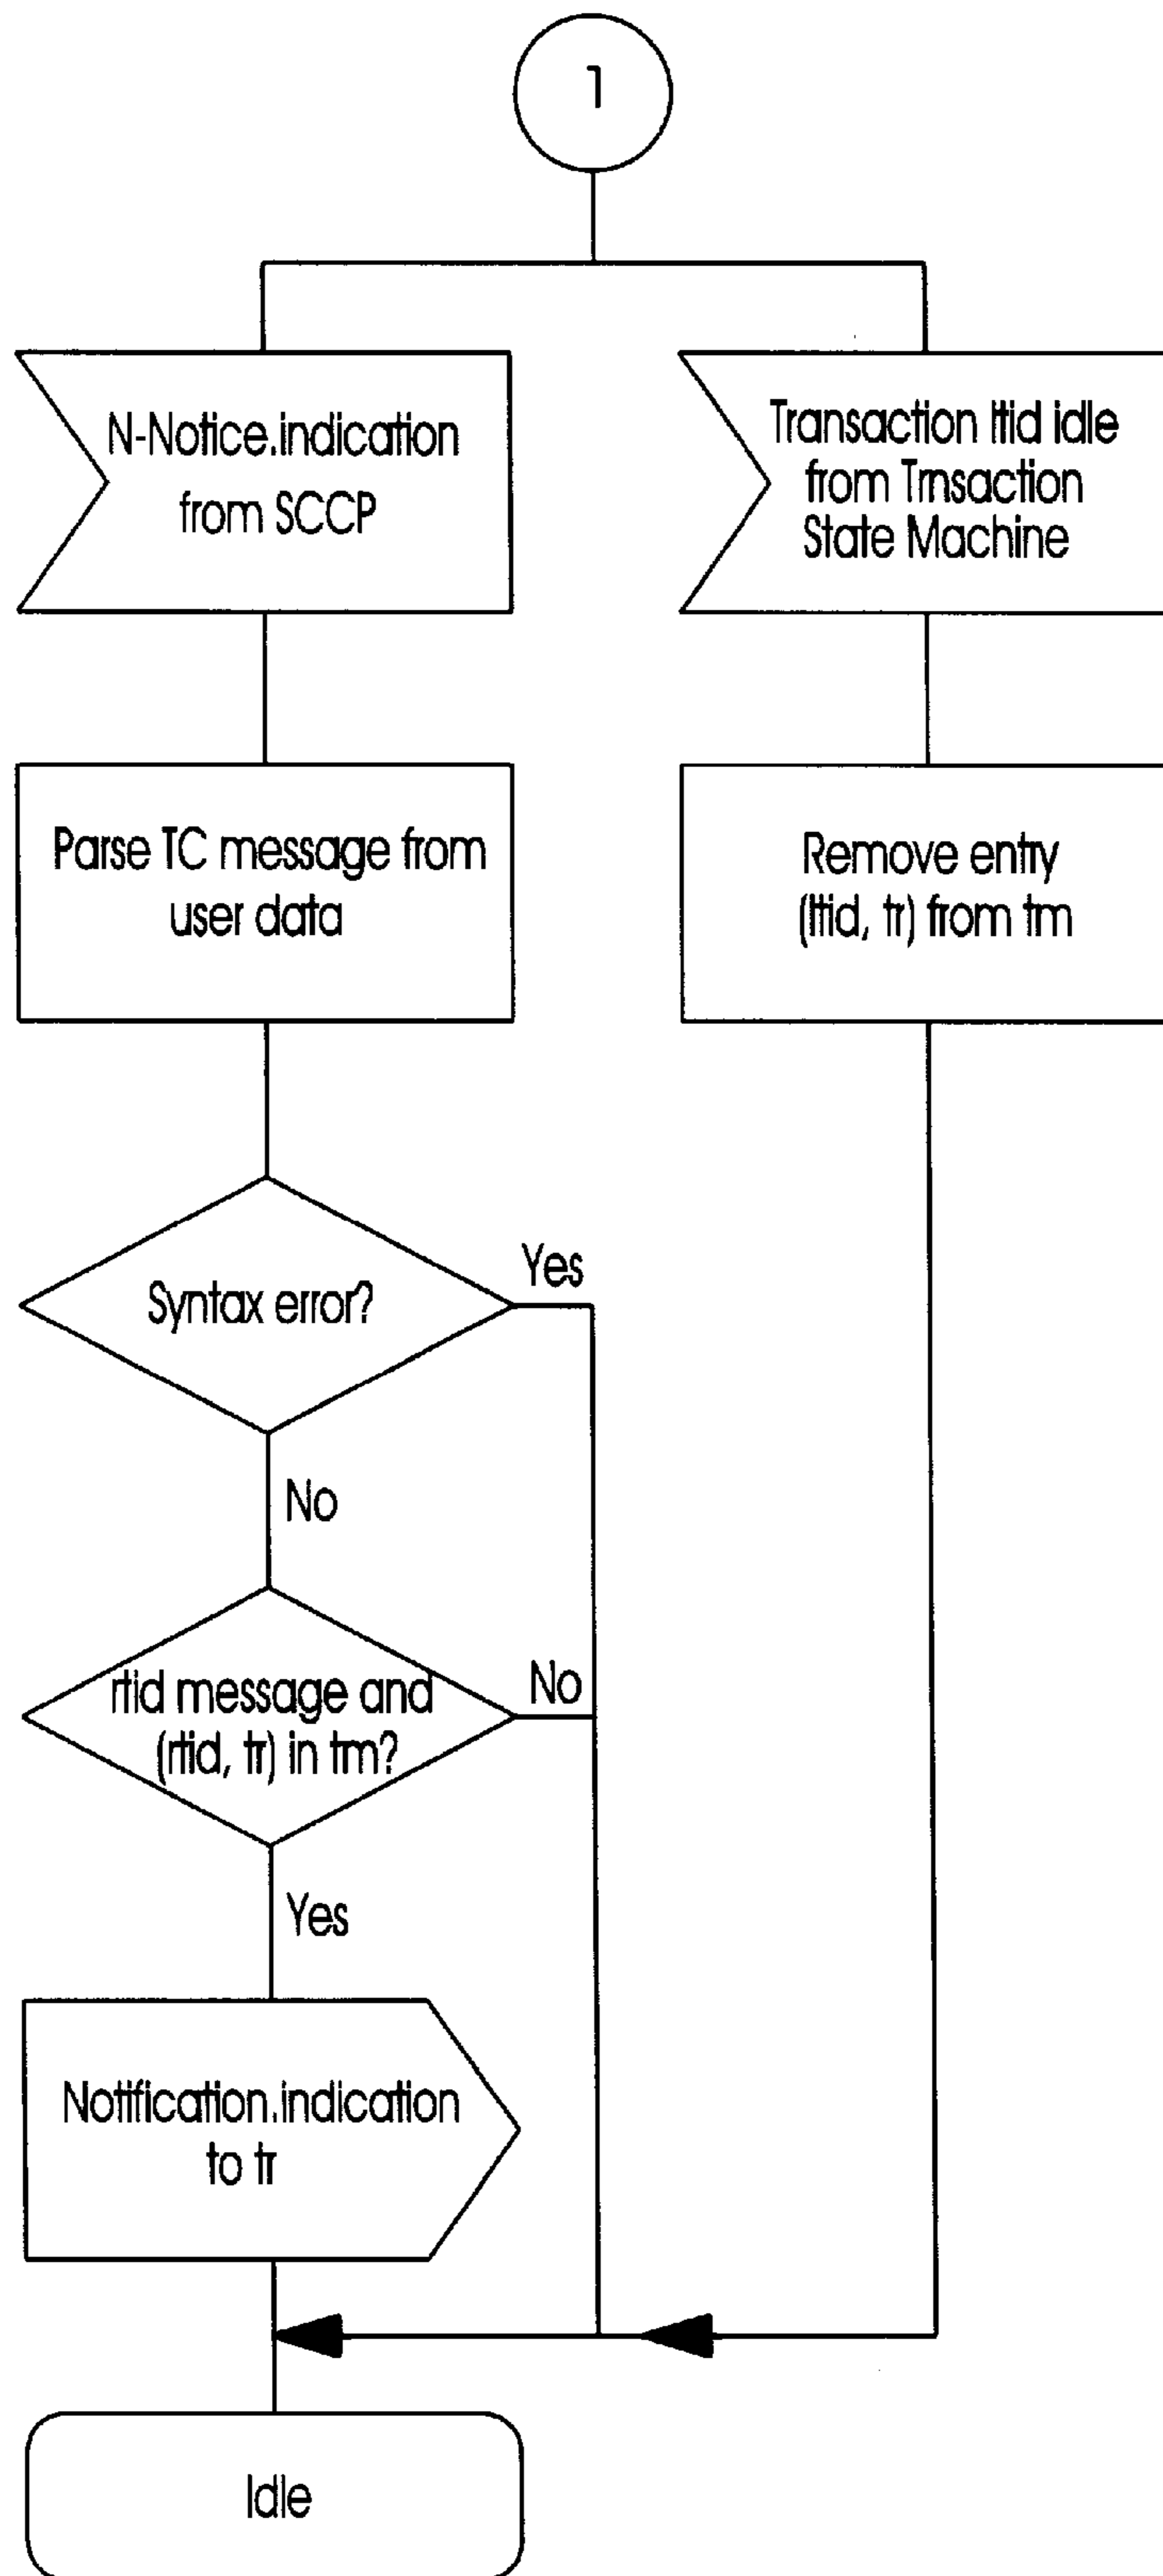 1
N-Notice.indication
from SCCP
Transaction ltid idle
from Trnsaction
State Machine
Parse TC message from
user data
Remove entry
(ltid, tr) from tm
Syntax error?
Yes
No
rtid message and
(rtid, tr) in tm?
No
Yes
Notification.indication
to tr
Idle